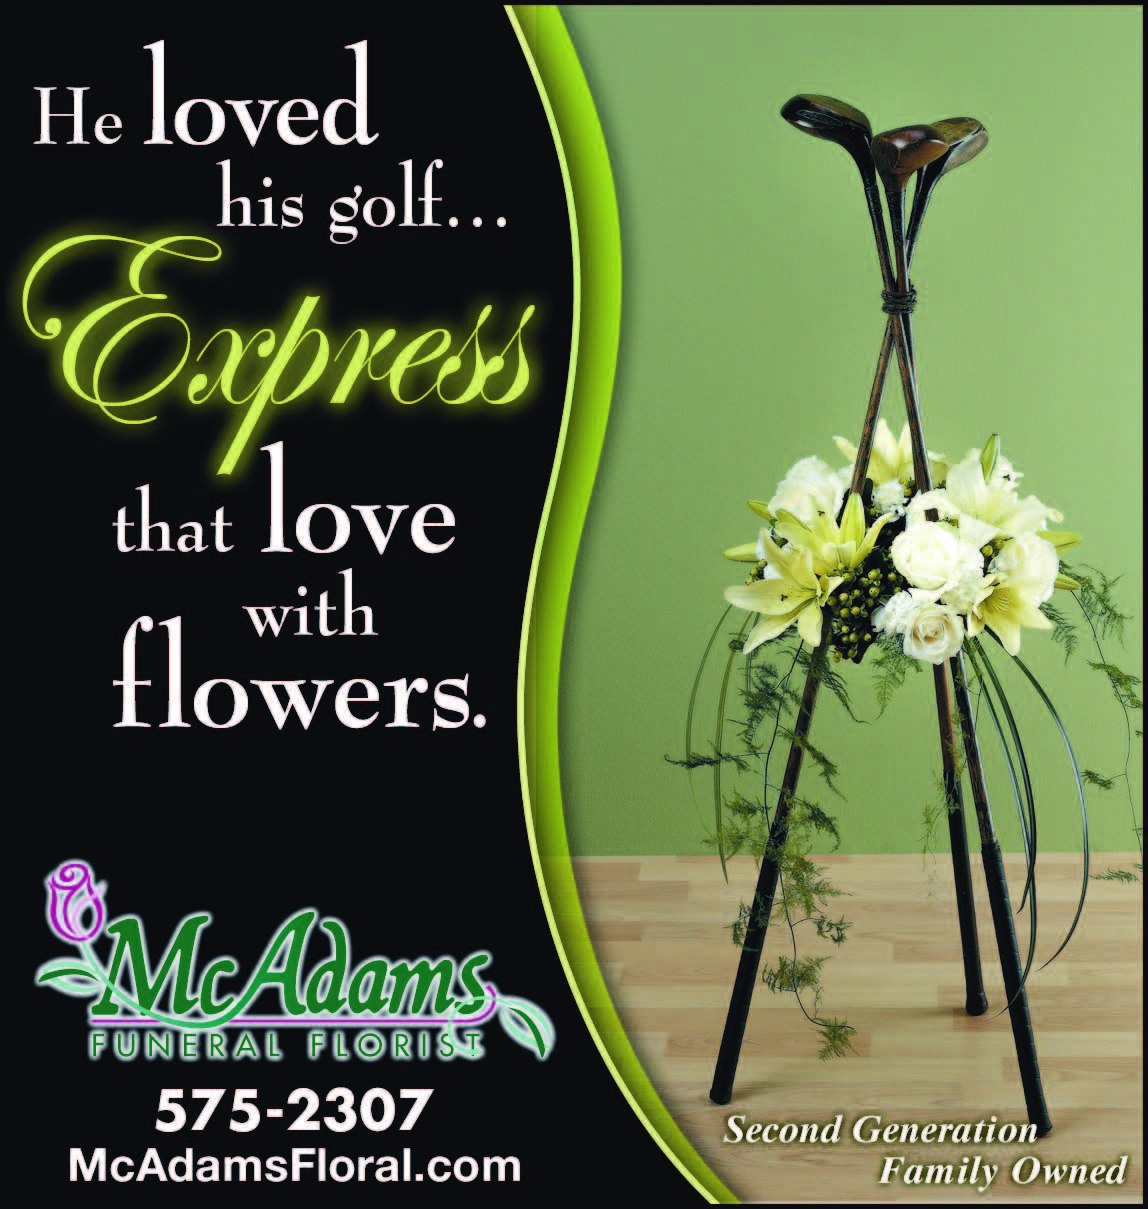 He loved
his golf...
Express
that love
with
flowers.
McAdams
FUNERAL FLORIST
575-2307
McAdamsFloral.com
Second Generation
Family Owned